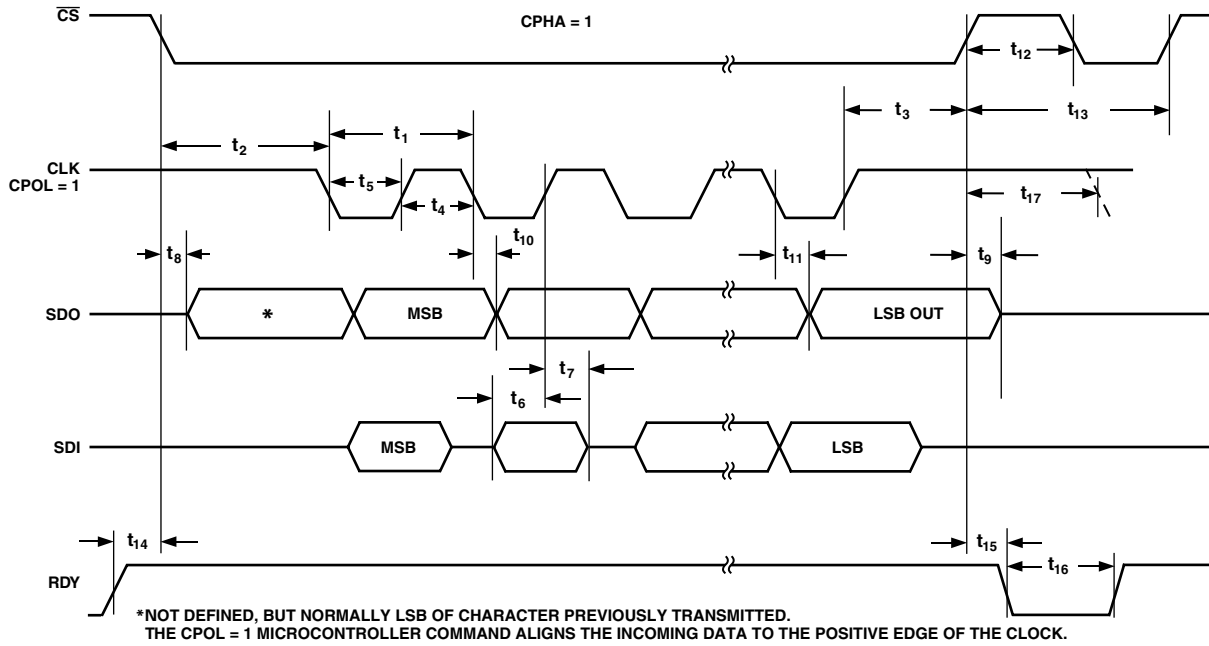 CS
CPHA = 1
t12
t3
t13
t1
t2
CLK
CPOL = 1
t5
t4
t17
t10
t8
t11
t9
SDO
*
MSB
LSB OUT
t7
t6
SDI
MSB
LSB
t14
t15
t16
RDY
*NOT DEFINED, BUT NORMALLY LSB OF CHARACTER PREVIOUSLY TRANSMITTED.
THE CPOL = 1 MICROCONTROLLER COMMAND ALIGNS THE INCOMING DATA TO THE POSITIVE EDGE OF THE CLOCK.